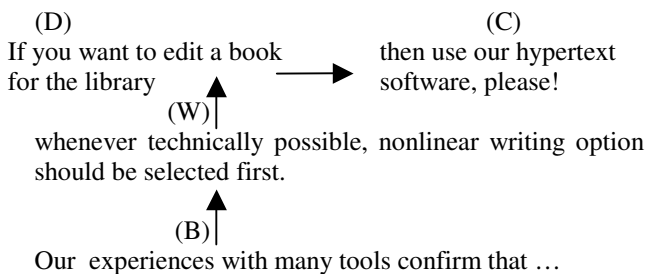 (D) (C)
If you want to edit a book then use our hypertext
for the library software, please!
(W)
whenever technically possible, nonlinear writing option
should be selected first.
(B)
Our experiences with many tools confirm that …